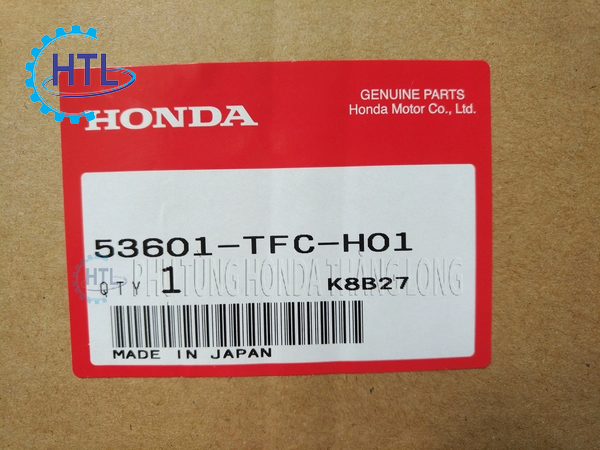 HTL
GENUINE PARTS
Honda Motor Co., Ltd.
HONDA
53601-TFC-H01
HTL PHỤ TÙNG HONDA THĂNG LONG
QTY 1 K8B27
MADE IN JAPAN